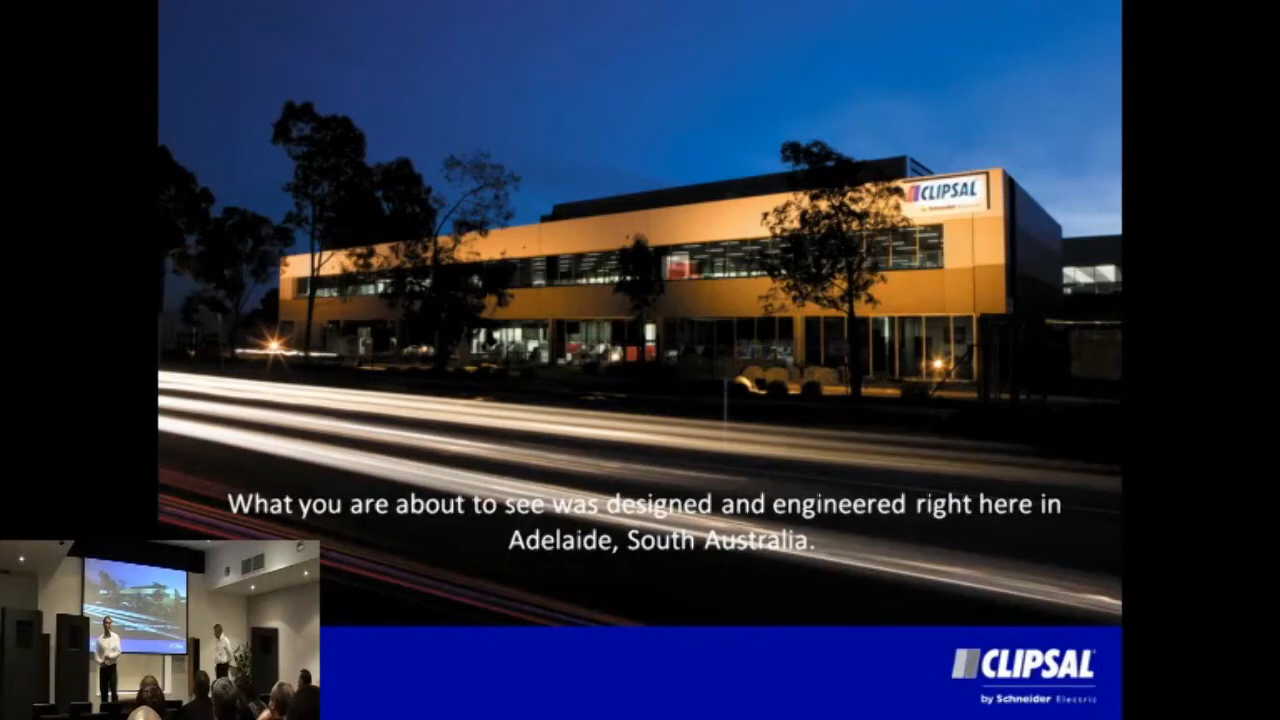 CLIPSAL
by Schneider Electric
What you are about to see was designed and engineered right here in
Adelaide, South Australia.
CLIPSAL
by Schneider Electric